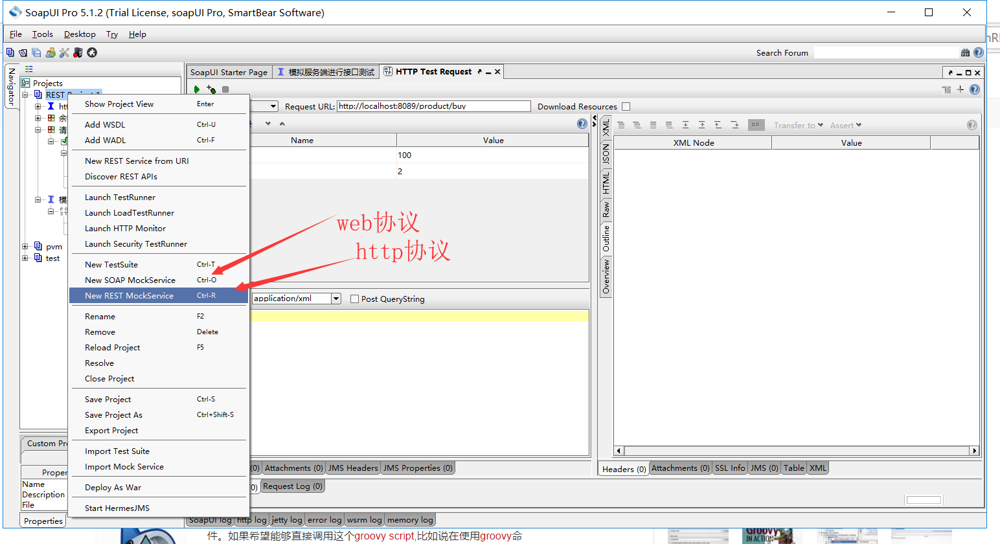 SoapUI Pro 5.1.2 (Trial License, soapUI Pro, SmartBear Software)
File Tools Desktop Try Help
Search Forum
Navigator
SoapUI Starter Page
模拟服务端进行接口测试
HTTP Test Request
Projects
REST Project 1
pvm
test
Show Project View Enter
Add WSDL Ctrl-U
Add WADL Ctrl-F
New REST Service from URI
Discover REST APIs
Launch TestRunner
Launch LoadTestRunner
Launch HTTP Monitor
Launch Security TestRunner
New TestSuite Ctrl-T
New SOAP MockService Ctrl-O
New REST MockService Ctrl-R
Rename F2
Remove Delete
Reload Project F5
Resolve
Close Project
Save Project Ctrl-S
Save Project As Ctrl+Shift-S
Export Project
Import Test Suite
Import Mock Service
Deploy As War
Start HermesJMS
Request URL: http://localhost:8089/product/buy Download Resources
Name Value
100
2
web协议
http协议
application/xml Post QueryString
(0) Attachments (0) JMS Headers JMS Properties (0)
Request Log (0)
XML
JSON
HTML
Raw
Outline
Overview
Transfer to Assert
XML Node Value
Headers (0) Attachments (0) SSL Info JMS (0) Table XML
Custom Pr
Proper
Name
Description
File
Properties
SoapUI log http log jetty log error log wsrm log memory log
件。如果希望能够直接调用这个groovy script,比如说在使用groovy命
Groovy
IN ACTION